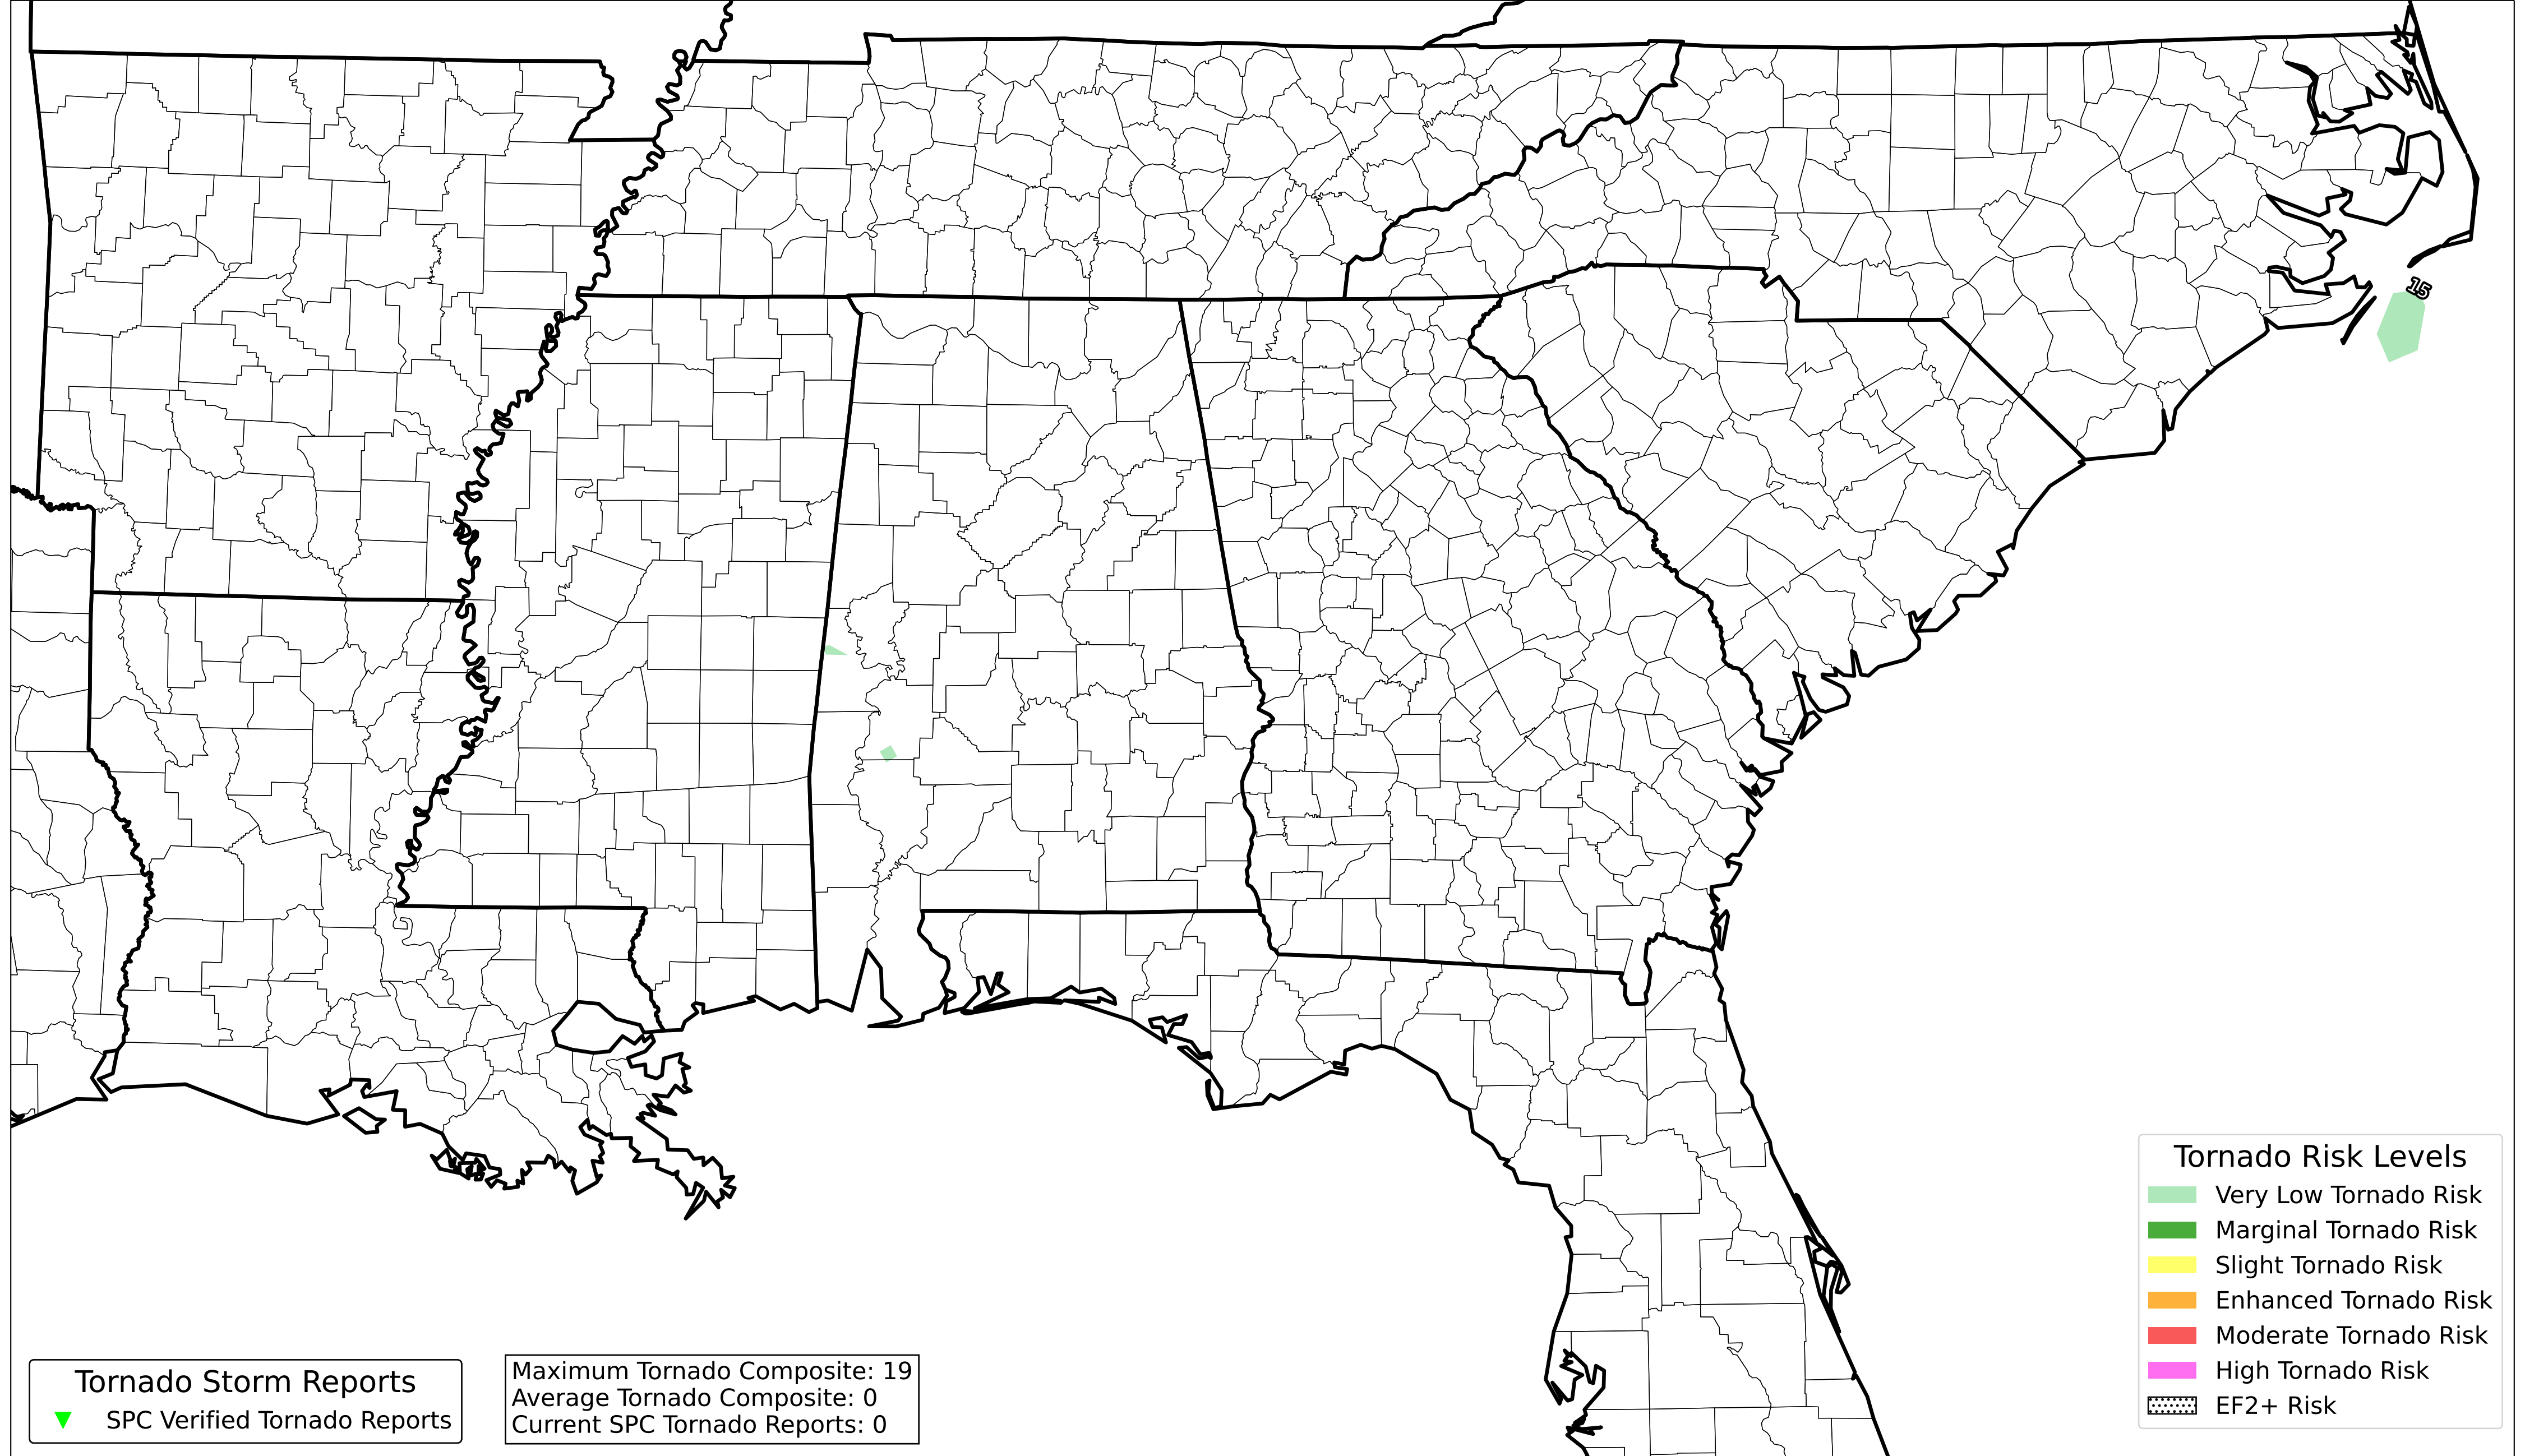 15
Tornado Risk Levels
Very Low Tornado Risk
Marginal Tornado Risk
Slight Tornado Risk
Enhanced Tornado Risk
Moderate Tornado Risk
High Tornado Risk
EF2+ Risk
Tornado Storm Reports
SPC Verified Tornado Reports
Maximum Tornado Composite: 19
Average Tornado Composite: 0
Current SPC Tornado Reports: 0